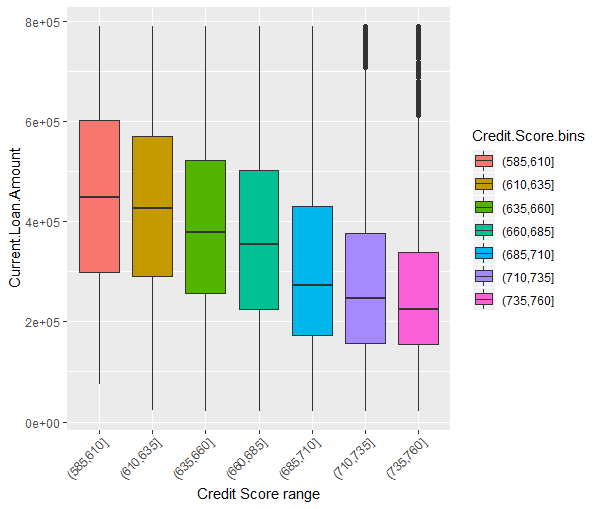 8e+05
6e+05
4e+05
2e+05
0e+00
Current.Loan.Amount
(585,610]
(610,635]
(635,660]
(660,685]
(685,710]
(710,735]
(735,760]
Credit Score range
Credit.Score.bins
(585,610]
(610,635]
(635,660]
(660,685]
(685,710]
(710,735]
(735,760]